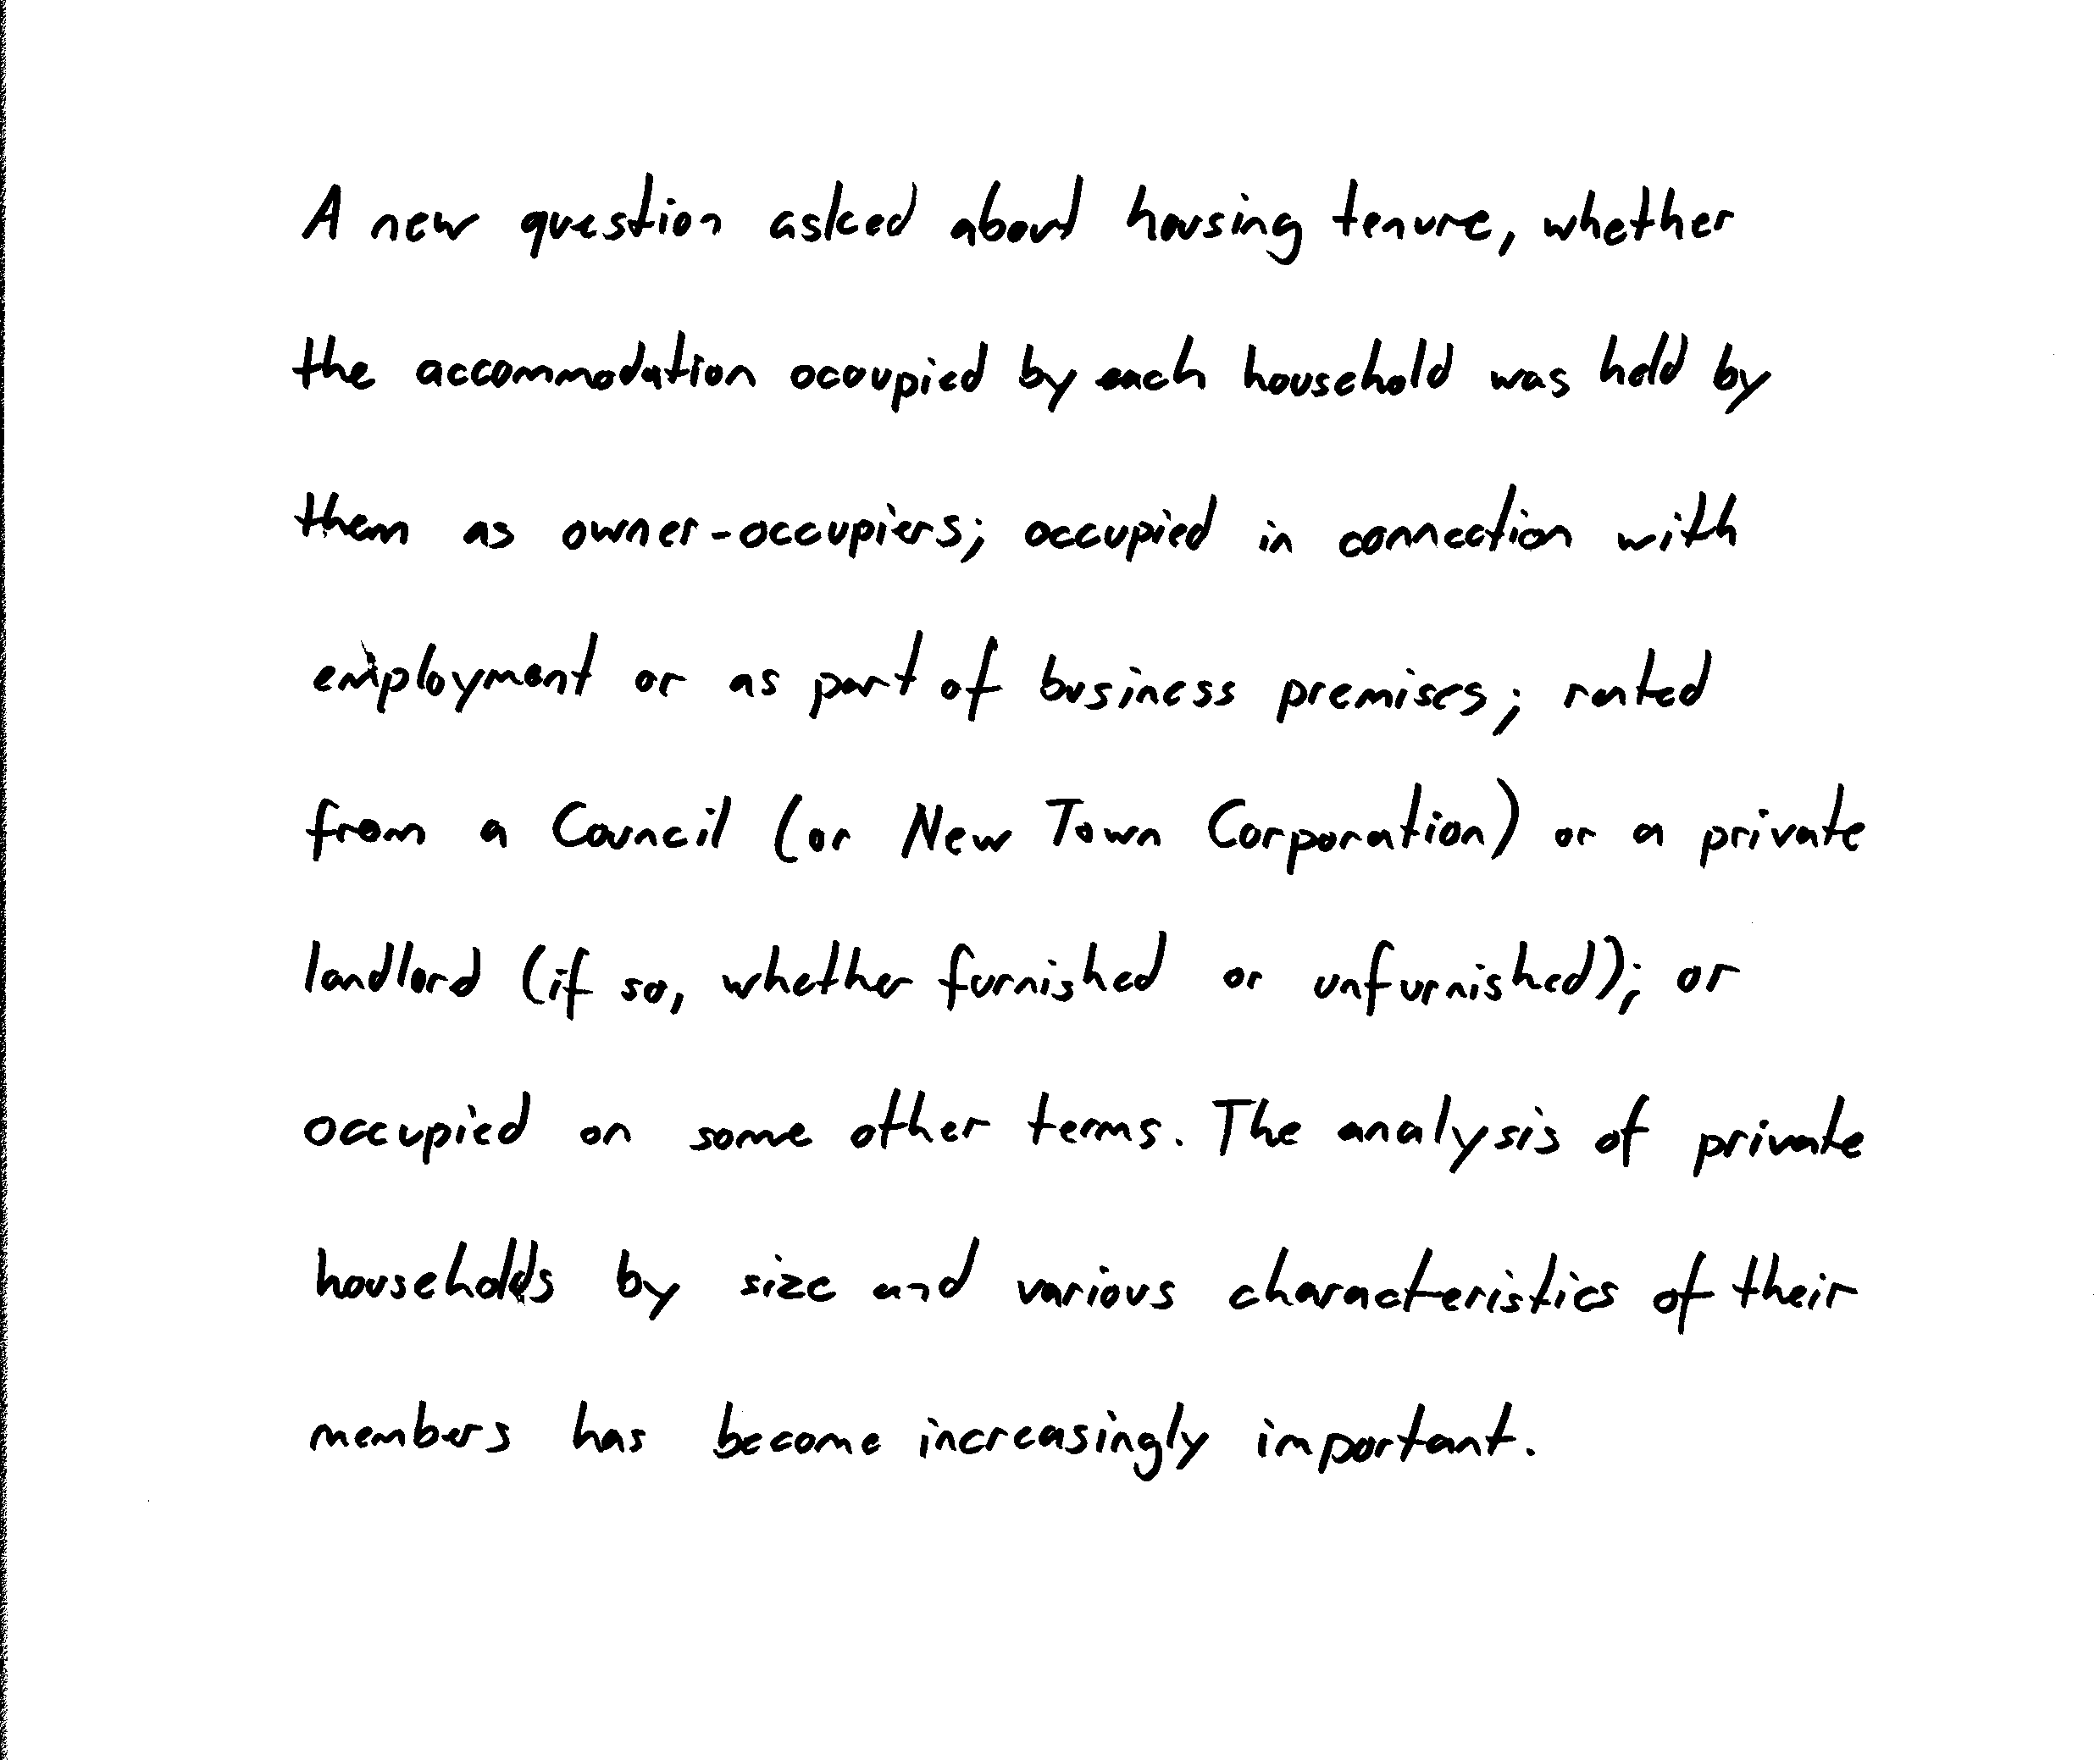 A new question asked about housing tenure, whether
the accommodation occupied by each household was held by
them as owner-occupiers; occupied in connection with
employment or as part of business premises; rented
from a Council (or New Town Corporation) or a private
landlord (if so, whether furnished or unfurnished); or
occupied on some other terms. The analysis of private
households by size and various characteristics of their
members has become increasingly important.